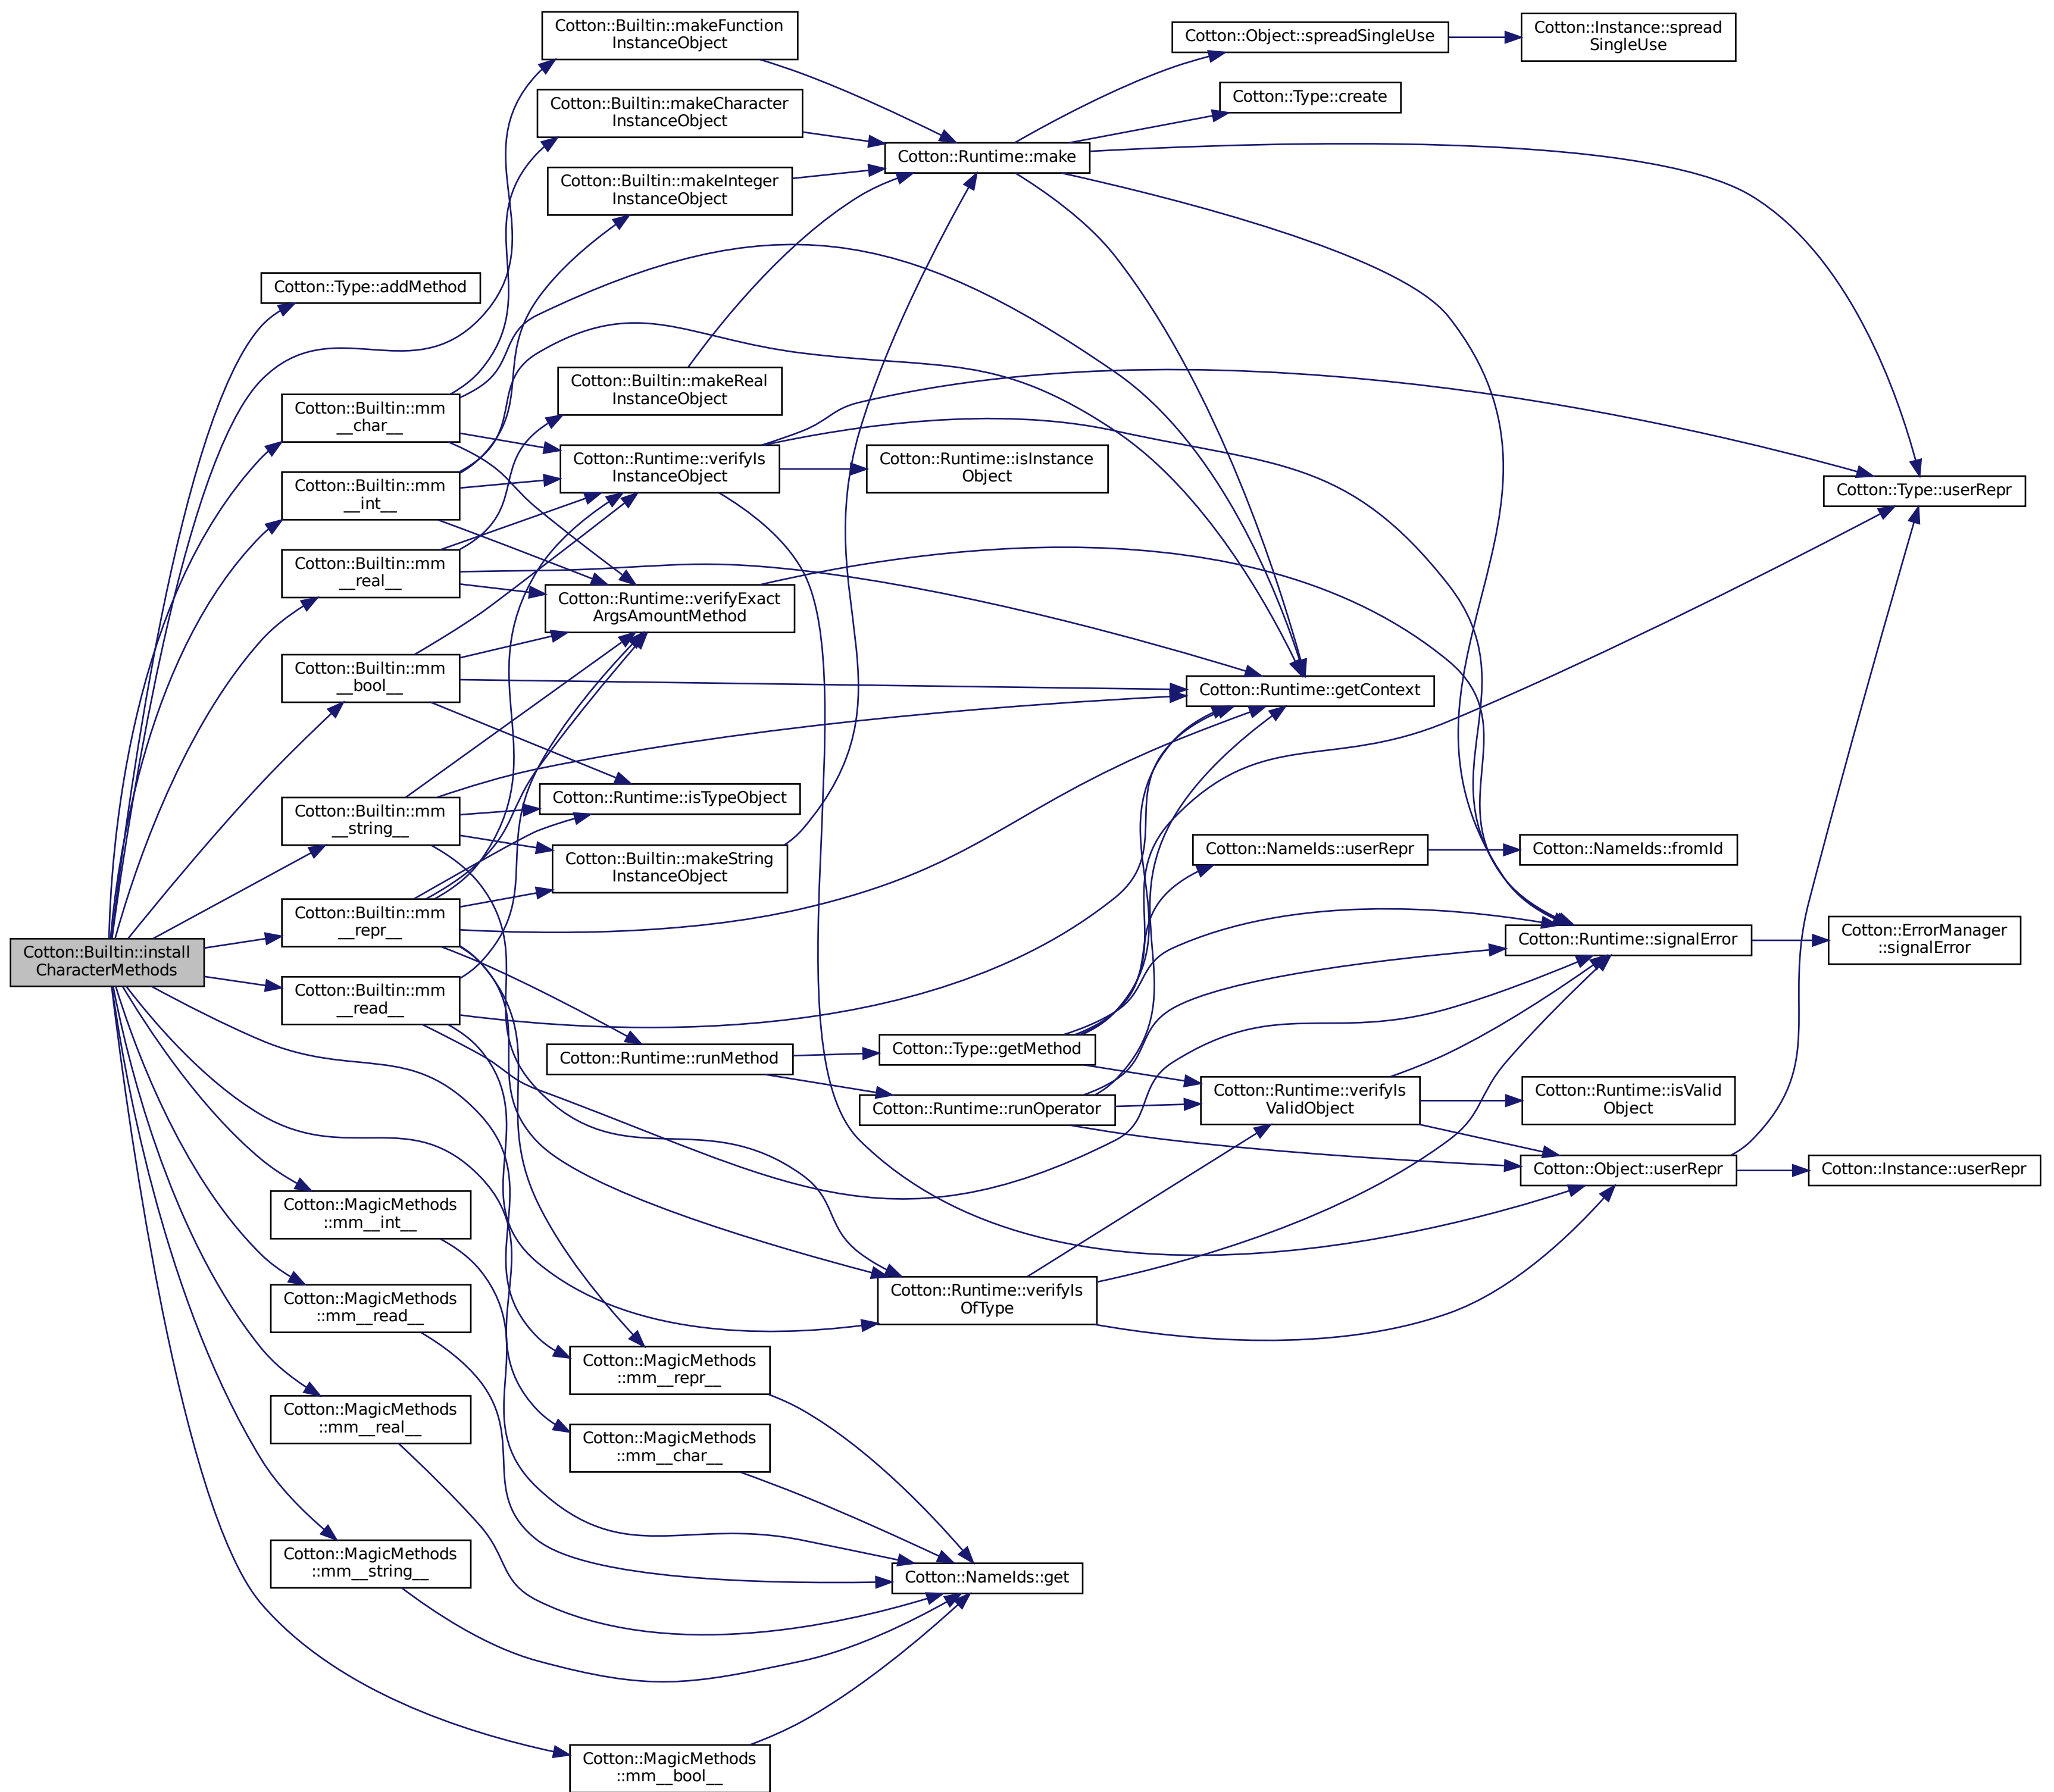 Cotton::Builtin::install
CharacterMethods
Cotton::Type::addMethod
Cotton::Builtin::mm
__char__
Cotton::Builtin::mm
__int__
Cotton::Builtin::mm
__real__
Cotton::Builtin::mm
__bool__
Cotton::Builtin::mm
__string__
Cotton::Builtin::mm
__repr__
Cotton::Builtin::mm
__read__
Cotton::MagicMethods
::mm__int__
Cotton::MagicMethods
::mm__read__
Cotton::MagicMethods
::mm__real__
Cotton::MagicMethods
::mm__string__
Cotton::Builtin::makeFunction
InstanceObject
Cotton::Builtin::makeCharacter
InstanceObject
Cotton::Builtin::makeInteger
InstanceObject
Cotton::Builtin::makeReal
InstanceObject
Cotton::Runtime::verifyIs
InstanceObject
Cotton::Runtime::verifyExact
ArgsAmountMethod
Cotton::Runtime::isTypeObject
Cotton::Builtin::makeString
InstanceObject
Cotton::Runtime::runMethod
Cotton::MagicMethods
::mm__repr__
Cotton::MagicMethods
::mm__char__
Cotton::MagicMethods
::mm__bool__
Cotton::Runtime::make
Cotton::Runtime::isInstance
Object
Cotton::Type::getMethod
Cotton::Runtime::runOperator
Cotton::Runtime::verifyIs
OfType
Cotton::NameIds::get
Cotton::Object::spreadSingleUse
Cotton::Type::create
Cotton::Runtime::getContext
Cotton::NameIds::userRepr
Cotton::Runtime::verifyIs
ValidObject
Cotton::Instance::spread
SingleUse
Cotton::NameIds::fromId
Cotton::Runtime::signalError
Cotton::Runtime::isValid
Object
Cotton::Object::userRepr
Cotton::Type::userRepr
Cotton::ErrorManager
::signalError
Cotton::Instance::userRepr